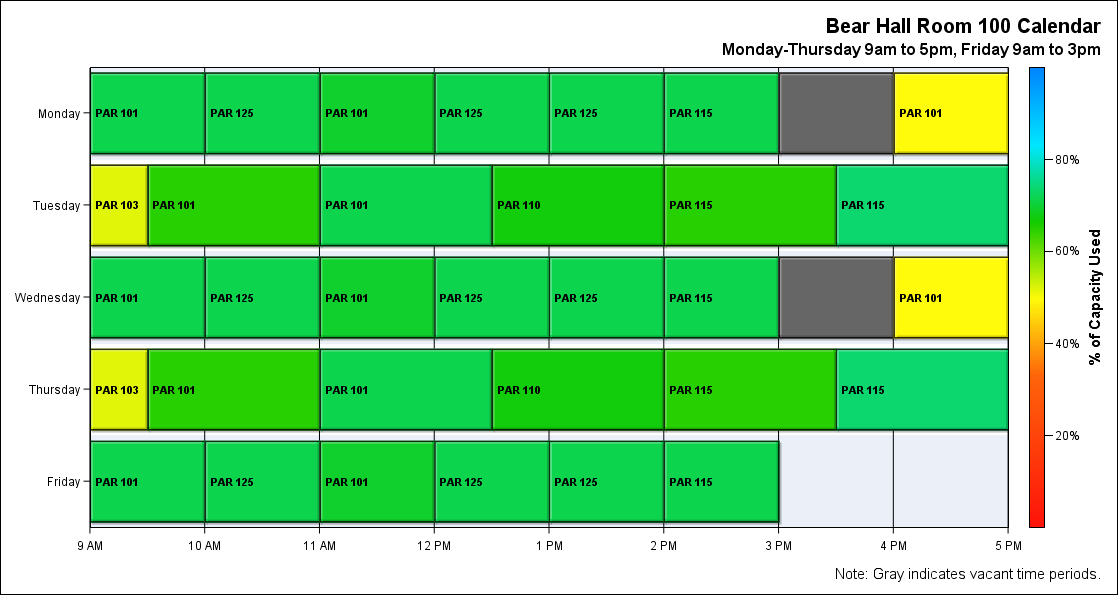 Bear Hall Room 100 Calendar
Monday-Thursday 9am to 5pm, Friday 9am to 3pm
Monday PAR 101 PAR 125 PAR 101 PAR 125 PAR 125 PAR 115 PAR 101
80%
Tuesday PAR 103 PAR 101 PAR 101 PAR 110 PAR 115 PAR 115
60%
% of Capacity Used
Wednesday PAR 101 PAR 125 PAR 101 PAR 125 PAR 125 PAR 115 PAR 101
40%
Thursday PAR 103 PAR 101 PAR 101 PAR 110 PAR 115 PAR 115
20%
Friday PAR 101 PAR 125 PAR 101 PAR 125 PAR 125 PAR 115
9 AM 10 AM 11 AM 12 PM 1 PM 2 PM 3 PM 4 PM 5 PM
Note: Gray indicates vacant time periods.